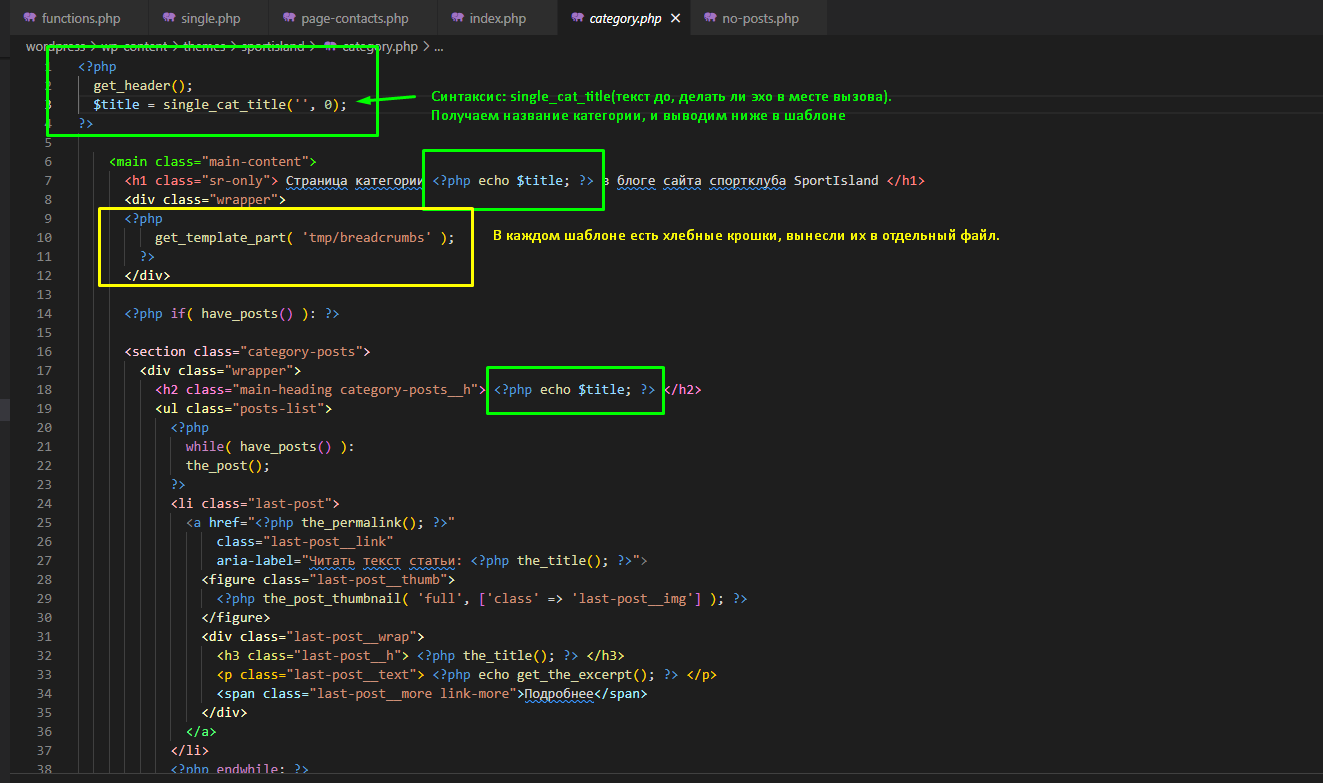 functions.php single.php page-contacts.php index.php category.php × no-posts.php
wordpress > wp-content > themes > sportisland > category.php > ...
1 <?php
2 get_header();
3 $title = single_cat_title('', 0);
Синтаксис: single_cat_title(текст до, делать ли эхо в месте вызова).
Получаем название категории, и выводим ниже в шаблоне
4 ?>
5
6 <main class="main-content">
7 <h1 class="sr-only"> Страница категории <?php echo $title; ?> в блоге сайта спортклуба SportIsland </h1>
8 <div class="wrapper">
9 <?php
10 get_template_part( 'tmp/breadcrumbs' );
В каждом шаблоне есть хлебные крошки, вынесли их в отдельный файл.
11 ?>
12 </div>
13
14 <?php if( have_posts() ): ?>
15
16 <section class="category-posts">
17 <div class="wrapper">
18 <h2 class="main-heading category-posts__h"> <?php echo $title; ?> </h2>
19 <ul class="posts-list">
20 <?php
21 while( have_posts() ):
22 the_post();
23 ?>
24 <li class="last-post">
25 <a href="<?php the_permalink(); ?>"
26 class="last-post__link"
27 aria-label="Читать текст статьи: <?php the_title(); ?>">
28 <figure class="last-post__thumb">
29 <?php the_post_thumbnail( 'full', ['class' => 'last-post__img'] ); ?>
30 </figure>
31 <div class="last-post__wrap">
32 <h3 class="last-post__h"> <?php the_title(); ?> </h3>
33 <p class="last-post__text"> <?php echo get_the_excerpt(); ?> </p>
34 <span class="last-post__more link-more">Подробнее</span>
35 </div>
36 </a>
37 </li>
38 <?php endwhile; ?>